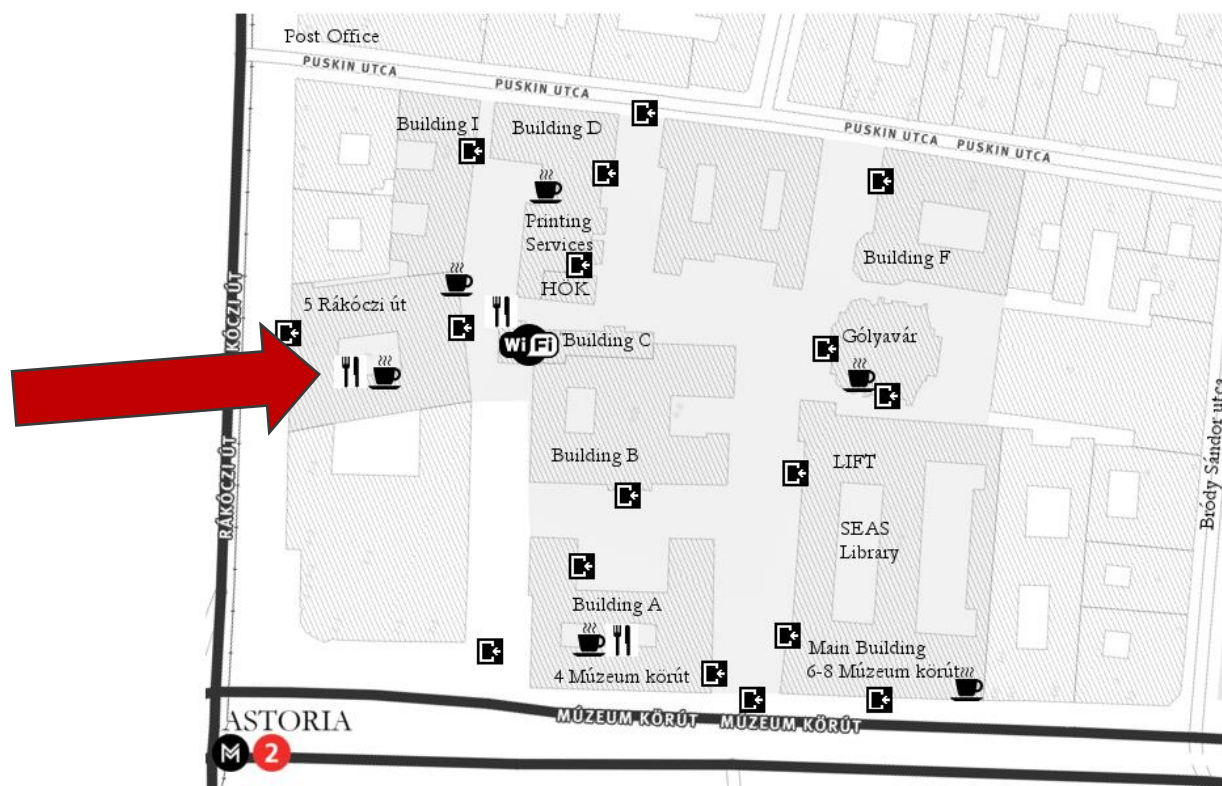 Post Office
PUSKIN UTCA
PUSKIN UTCA
PUSKIN UTCA
PUSKIN UTCA
Building I
Building D
Printing
Services
HÖK
Building F
5 Rákóczi út
RÁKÓCZI ÚT
WiFi
Building C
Gólyavár
Building B
LIFT
RÁKÓCZI ÚT
Bródy Sándor utca
SEAS
Library
Building A
4 Múzeum körút
Main Building
6-8 Múzeum körút
MÚZEUM KÖRÚT
MÚZEUM KÖRÚT
ASTORIA
M 2